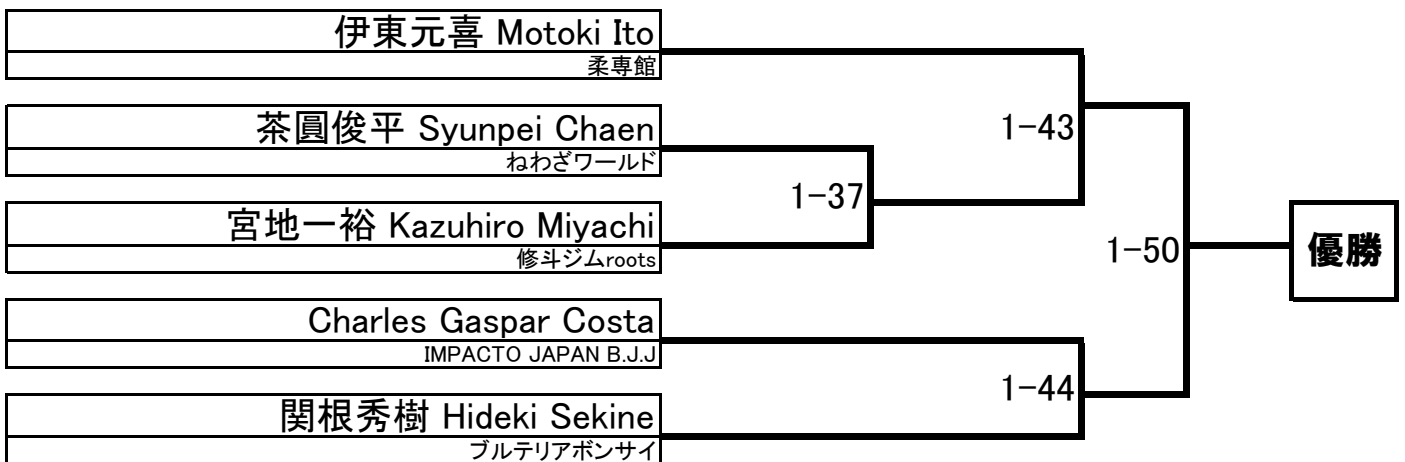 伊東元喜 Motoki Ito
柔専館
茶圓俊平 Syunpei Chaen
ねわざワールド
1-43
1-37
宮地一裕 Kazuhiro Miyachi
修斗ジムroots
1-50
優勝
Charles Gaspar Costa
IMPACTO JAPAN B.J.J
1-44
関根秀樹 Hideki Sekine
ブルテリアボンサイ